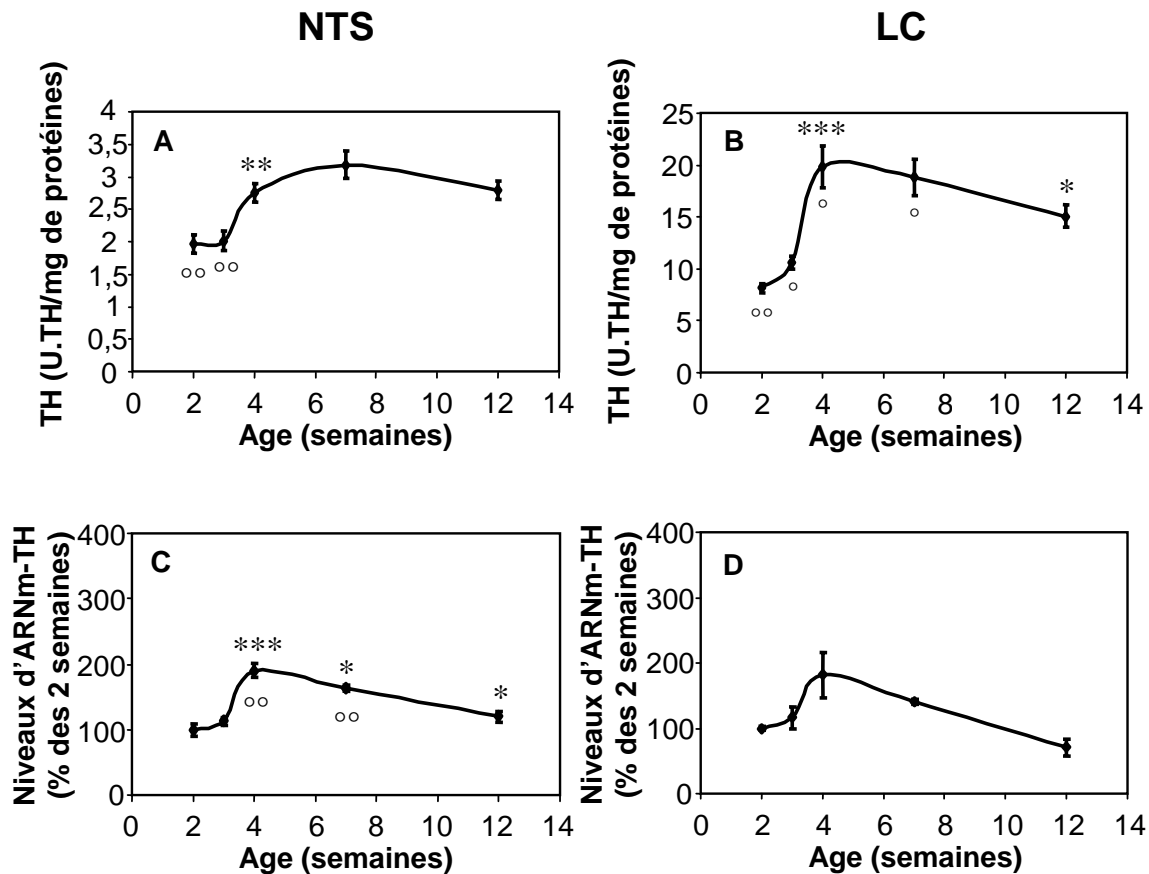 NTS
LC
TH (U.TH/mg de protéines)
4
3,5
3
2,5
2
1,5
1
0,5
0
A
**
°° °°
0 2 4 6 8 10 12 14
Age (semaines)
TH (U.TH/mg de protéines)
25
20
15
10
5
0
B
***
*
°° ° ° °
0 2 4 6 8 10 12 14
Age (semaines)
Niveaux d’ARNm-TH
(% des 2 semaines)
400
300
200
100
0
C
***
*
*
°° °°
0 2 4 6 8 10 12 14
Age (semaines)
Niveaux d’ARNm-TH
(% des 2 semaines)
400
300
200
100
0
D
0 2 4 6 8 10 12 14
Age (semaines)